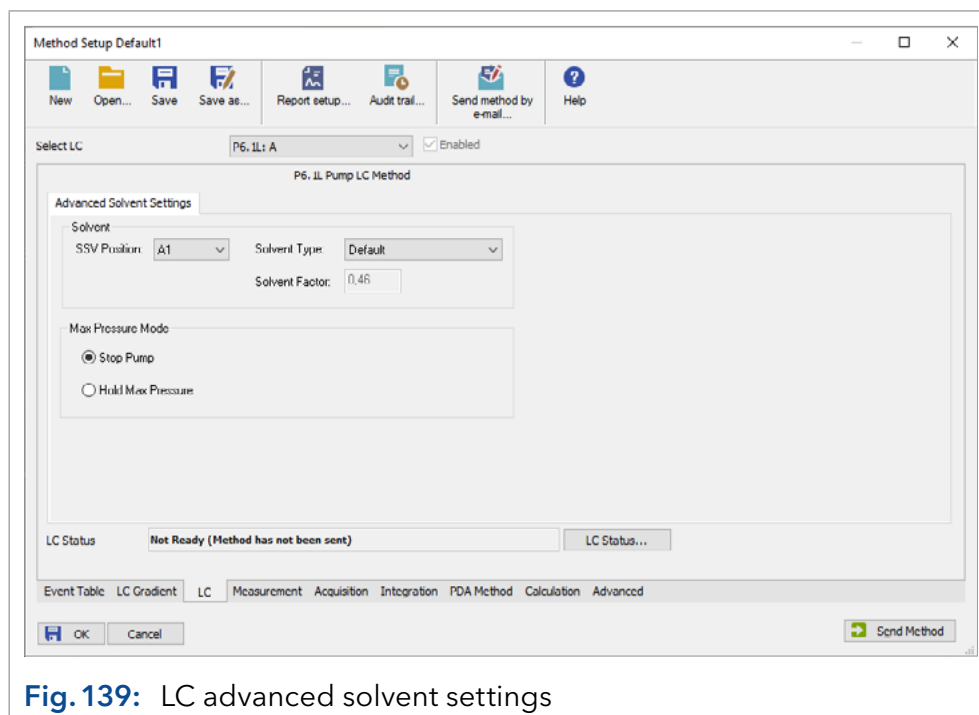 Method Setup Default1
New Open... Save Save as... Report setup... Audit trail... Send method by e-mail... Help
Select LC P6.1L: A Enabled
P6.1L Pump LC Method
Advanced Solvent Settings
Solvent
SSV Position: A1 Solvent Type: Default
Solvent Factor: 0,46
Max Pressure Mode
Stop Pump
Hold Max Pressure
LC Status Not Ready (Method has not been sent) LC Status...
Event Table LC Gradient LC Measurement Acquisition Integration PDA Method Calculation Advanced
OK Cancel Send Method
Fig. 139: LC advanced solvent settings